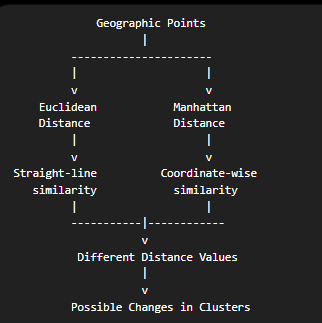 Geographic Points
Euclidean Manhattan
Distance Distance
Straight-line Coordinate-wise
similarity similarity
Different Distance Values
Possible Changes in Clusters